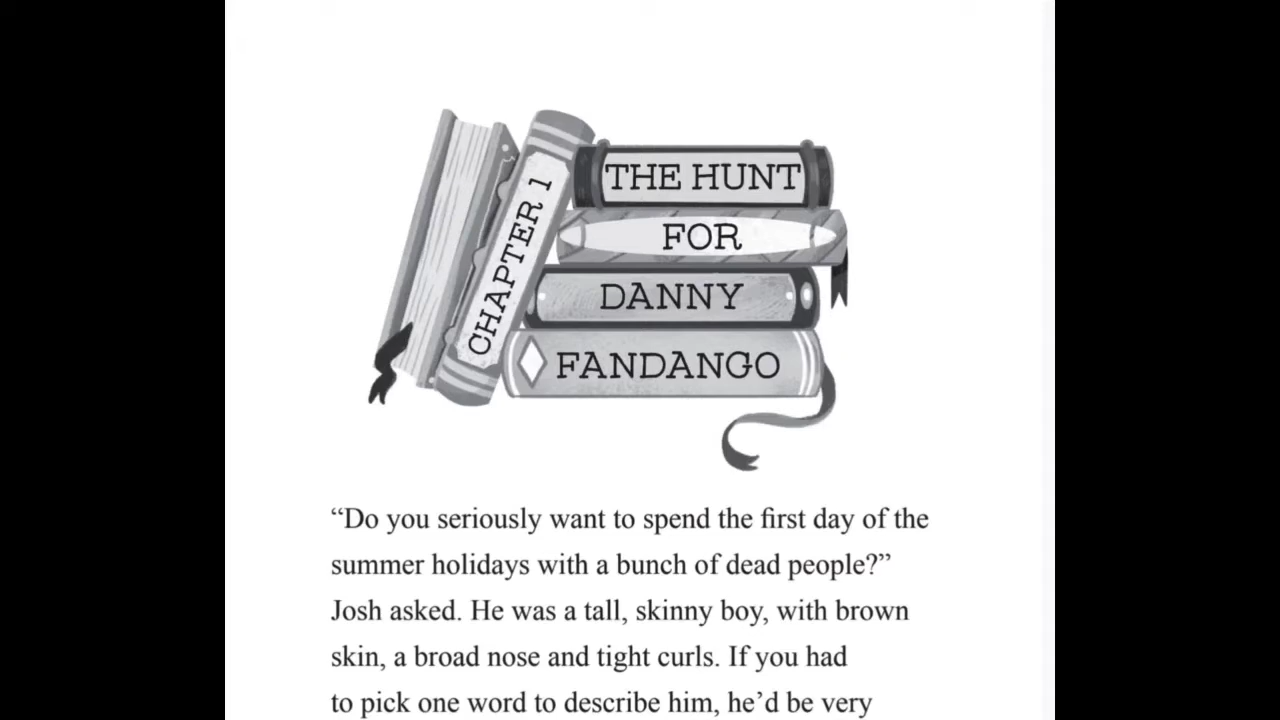 CHAPTER 1
THE HUNT
FOR
DANNY
FANDANGO
“Do you seriously want to spend the first day of the
summer holidays with a bunch of dead people?”
Josh asked. He was a tall, skinny boy, with brown
skin, a broad nose and tight curls. If you had
to pick one word to describe him, he’d be very